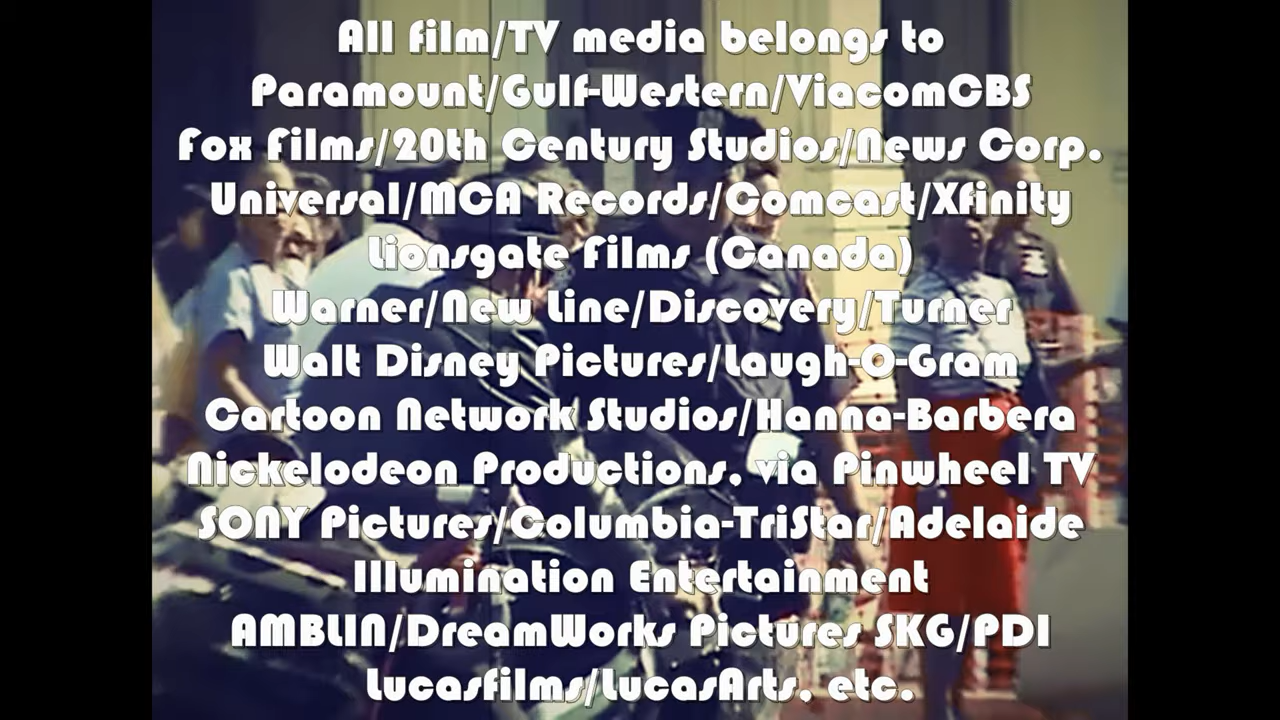 All Film/TV media belongs to
Paramount/Gulf-Western/ViacomCBS
Fox Films/20th Century Studios/News Corp.
Universal/MCA Records/Comcast/Xfinity
Lionsgate Films (Canada)
Warner/New Line/Discovery/Turner
Walt Disney Pictures/Laugh-O-Gram
Cartoon Network Studios/Hanna-Barbera
Nickelodeon Productions, via Pinwheel TV
SONY Pictures/Columbia-TriStar/Adelaide
Illumination Entertainment
AMBLIN/DreamWorks Pictures SKG/PDI
Lucasfilms/LucasArts, etc.